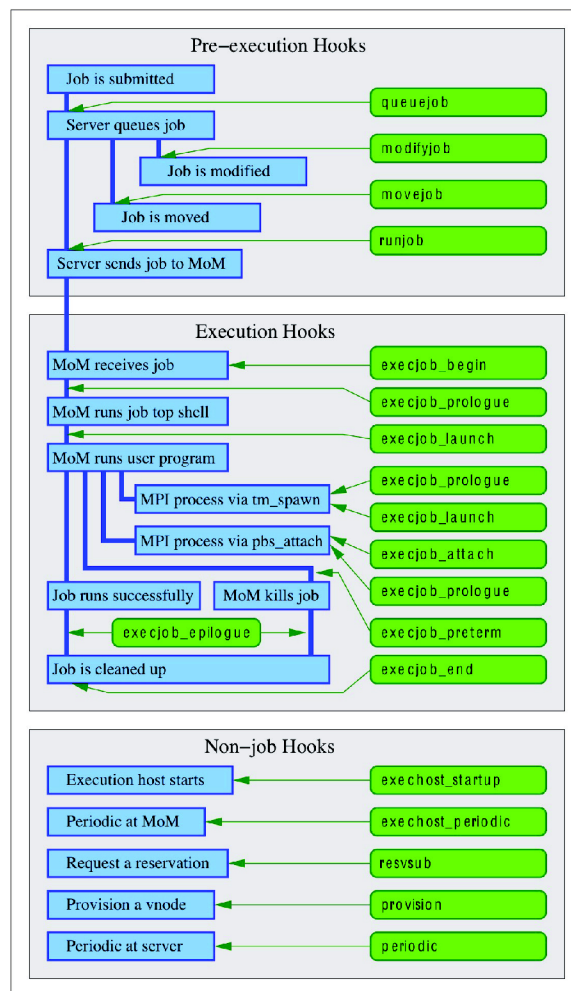 Pre-execution Hooks
Job is submitted
queuejob
Server queues job
modifyjob
Job is modified
movejob
Job is moved
runjob
Server sends job to MoM
Execution Hooks
MoM receives job
execjob_begin
execjob_prologue
MoM runs job top shell
execjob_launch
MoM runs user program
execjob_prologue
MPI process via tm_spawn
execjob_launch
MPI process via pbs_attach
execjob_attach
execjob_prologue
Job runs successfully
MoM kills job
execjob_epilogue
execjob_preterm
Job is cleaned up
execjob_end
Non-job Hooks
Execution host starts
exechost_startup
Periodic at MoM
exechost_periodic
Request a reservation
resvsub
Provision a vnode
provision
Periodic at server
periodic